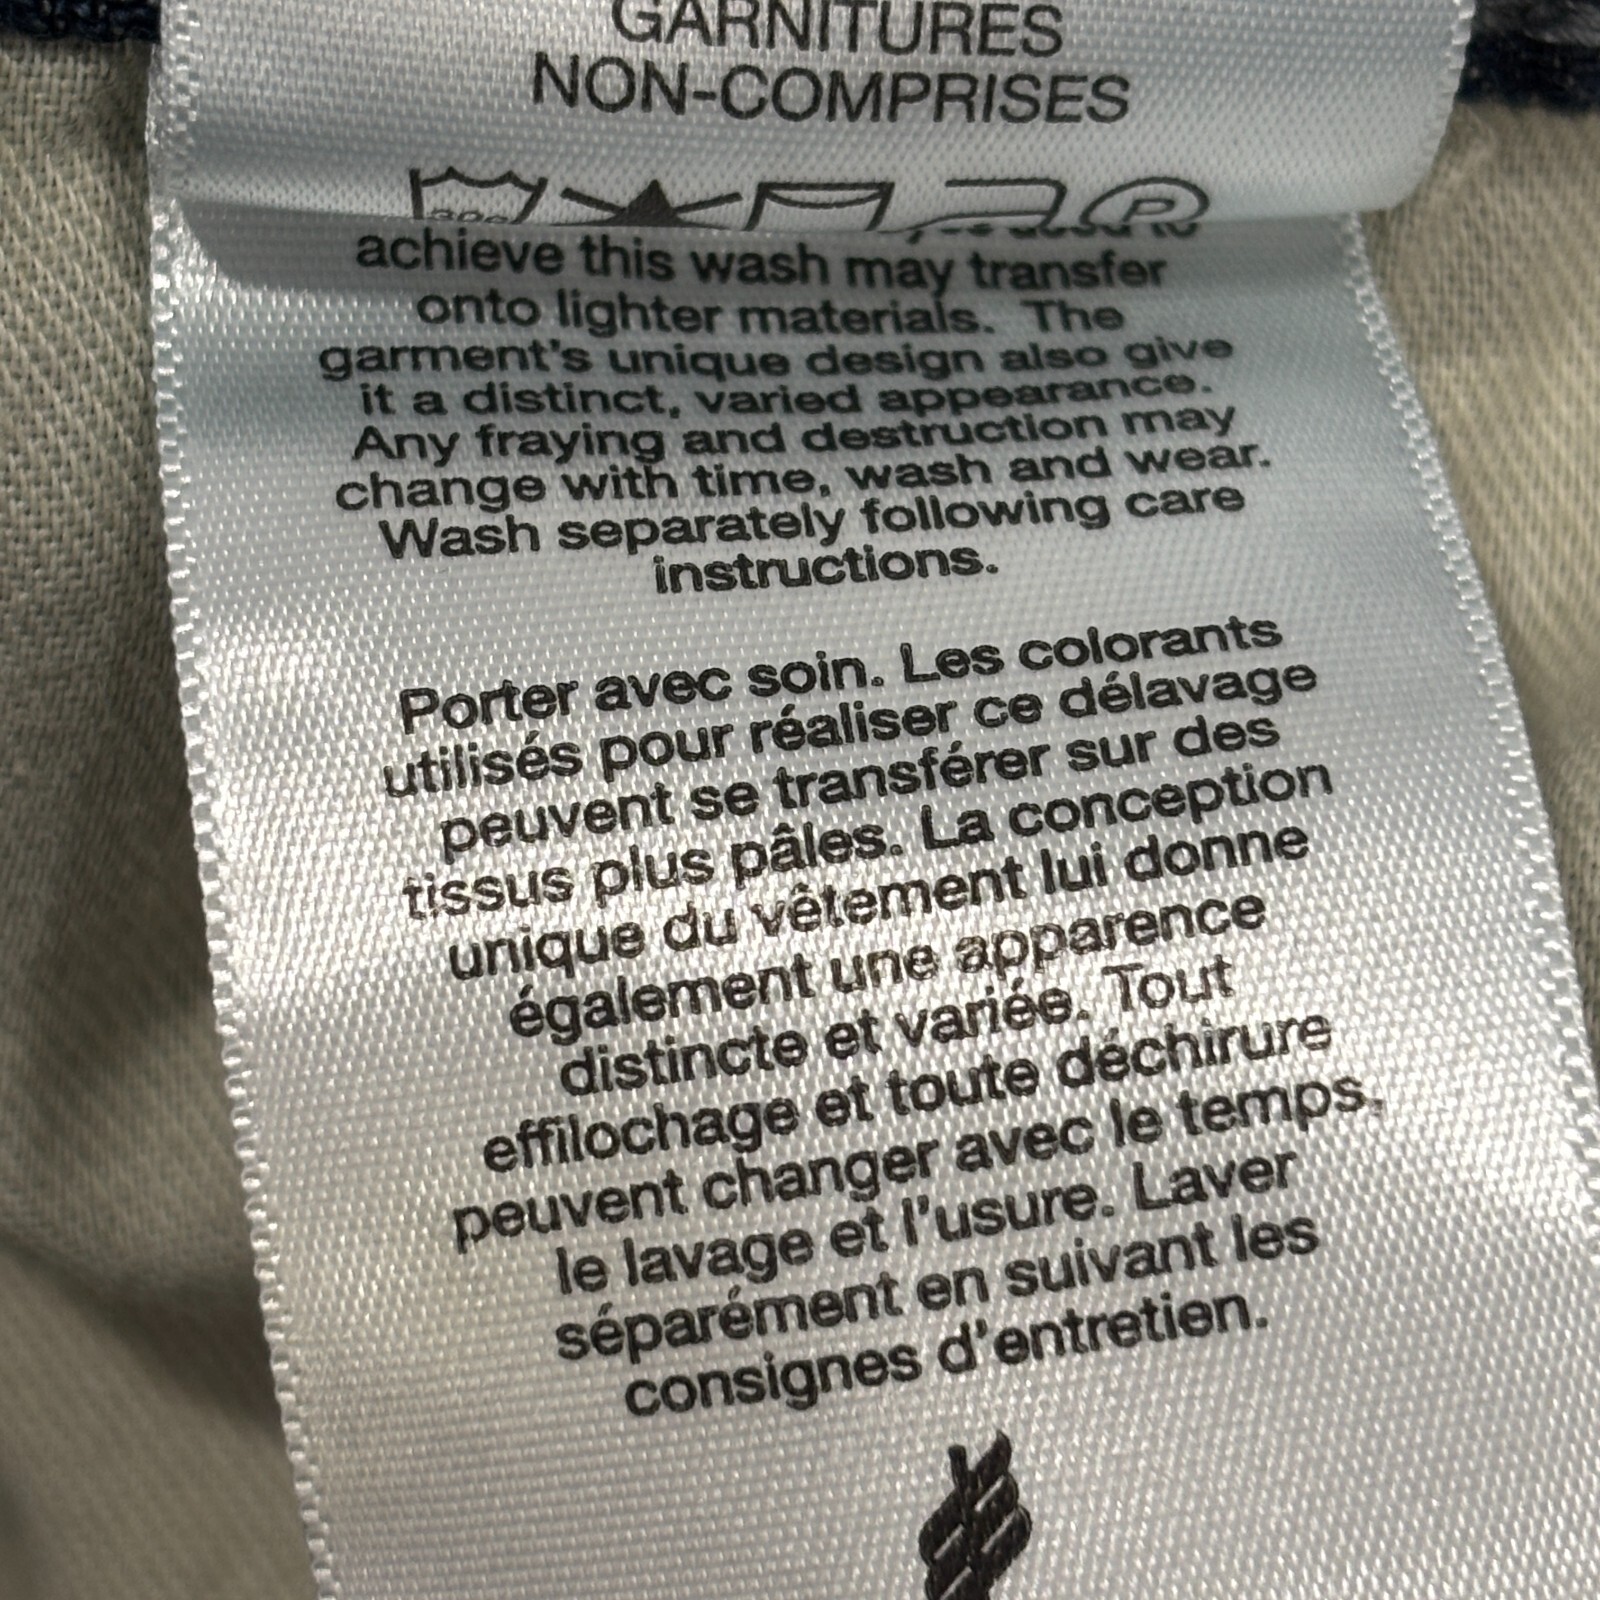 GARNITURES
NON-COMPRISES
P
achieve this wash may transfer
onto lighter materials. The
garment's unique design also give
it a distinct, varied appearance.
Any fraying and destruction may
change with time, wash and wear.
Wash separately following care
instructions.
Porter avec soin. Les colorants
utilisés pour réaliser ce délavage
peuvent se transférer sur des
tissus plus pâles. La conception
unique du vêtement lui donne
également une apparence
distincte et variée. Tout
effilochage et toute déchirure
peuvent changer avec le temps,
le lavage et l'usure. Laver
séparément en suivant les
consignes d'entretien.